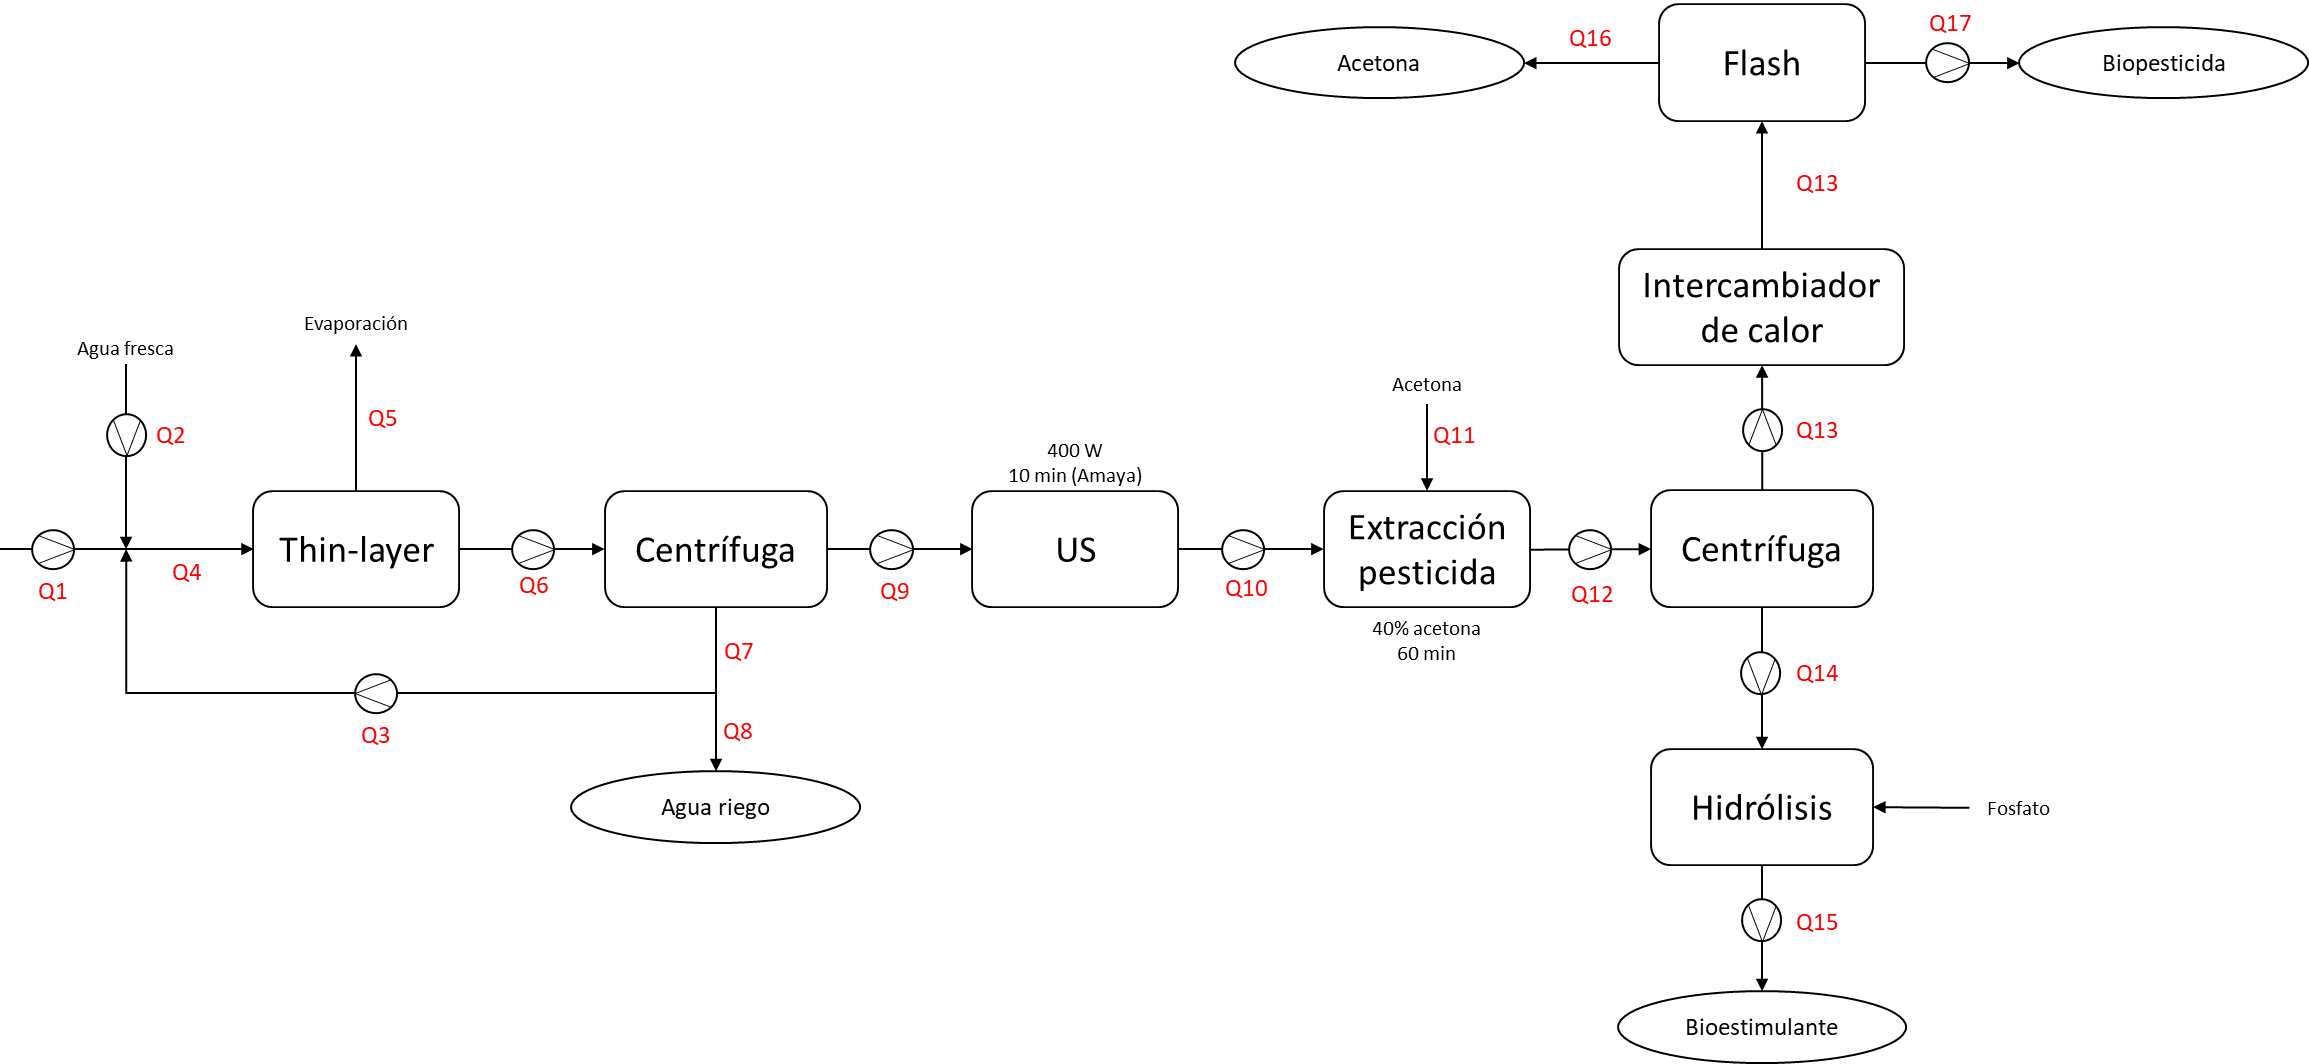 Q17
Q16
Acetona
Flash
Biopesticida
Q13
Intercambiador
de calor
Evaporación
Agua fresca
Acetona
Q5
Q2
Q11
Q13
400 W
10 min (Amaya)
Extracción
pesticida
Thin-layer
Centrífuga
US
Centrífuga
Q4
Q1
Q6
Q9
Q10
Q12
40% acetona
60 min
Q7
Q14
Q3
Q8
Agua riego
Hidrólisis
Fosfato
Q15
Bioestimulante